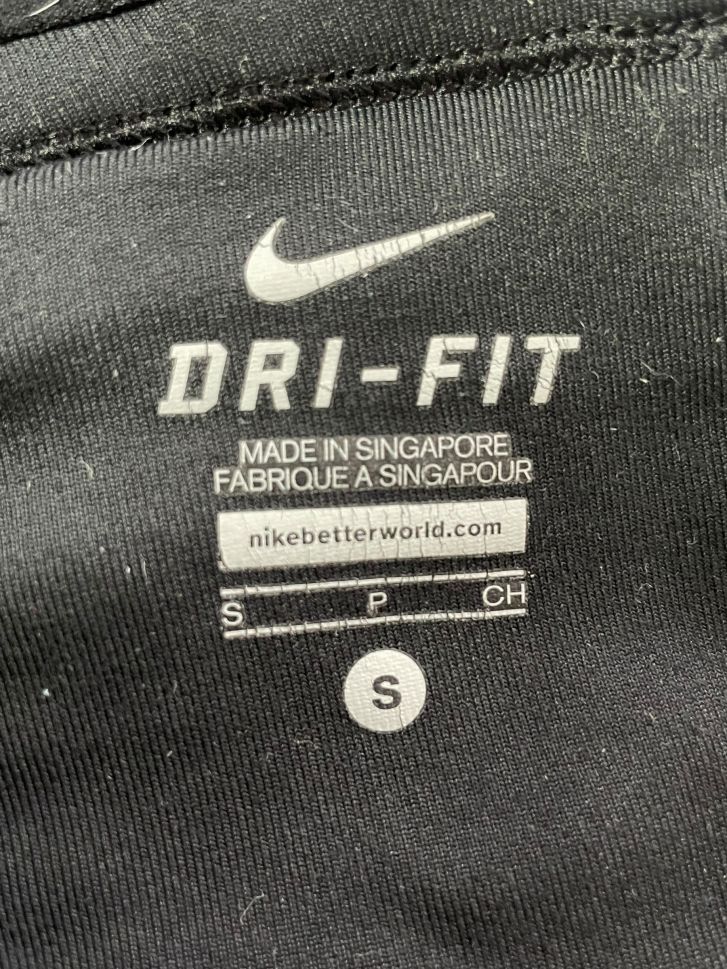 DRI-FIT
MADE IN SINGAPORE
FABRIQUE A SINGAPOUR
nikebetterworld.com
S P CH
S